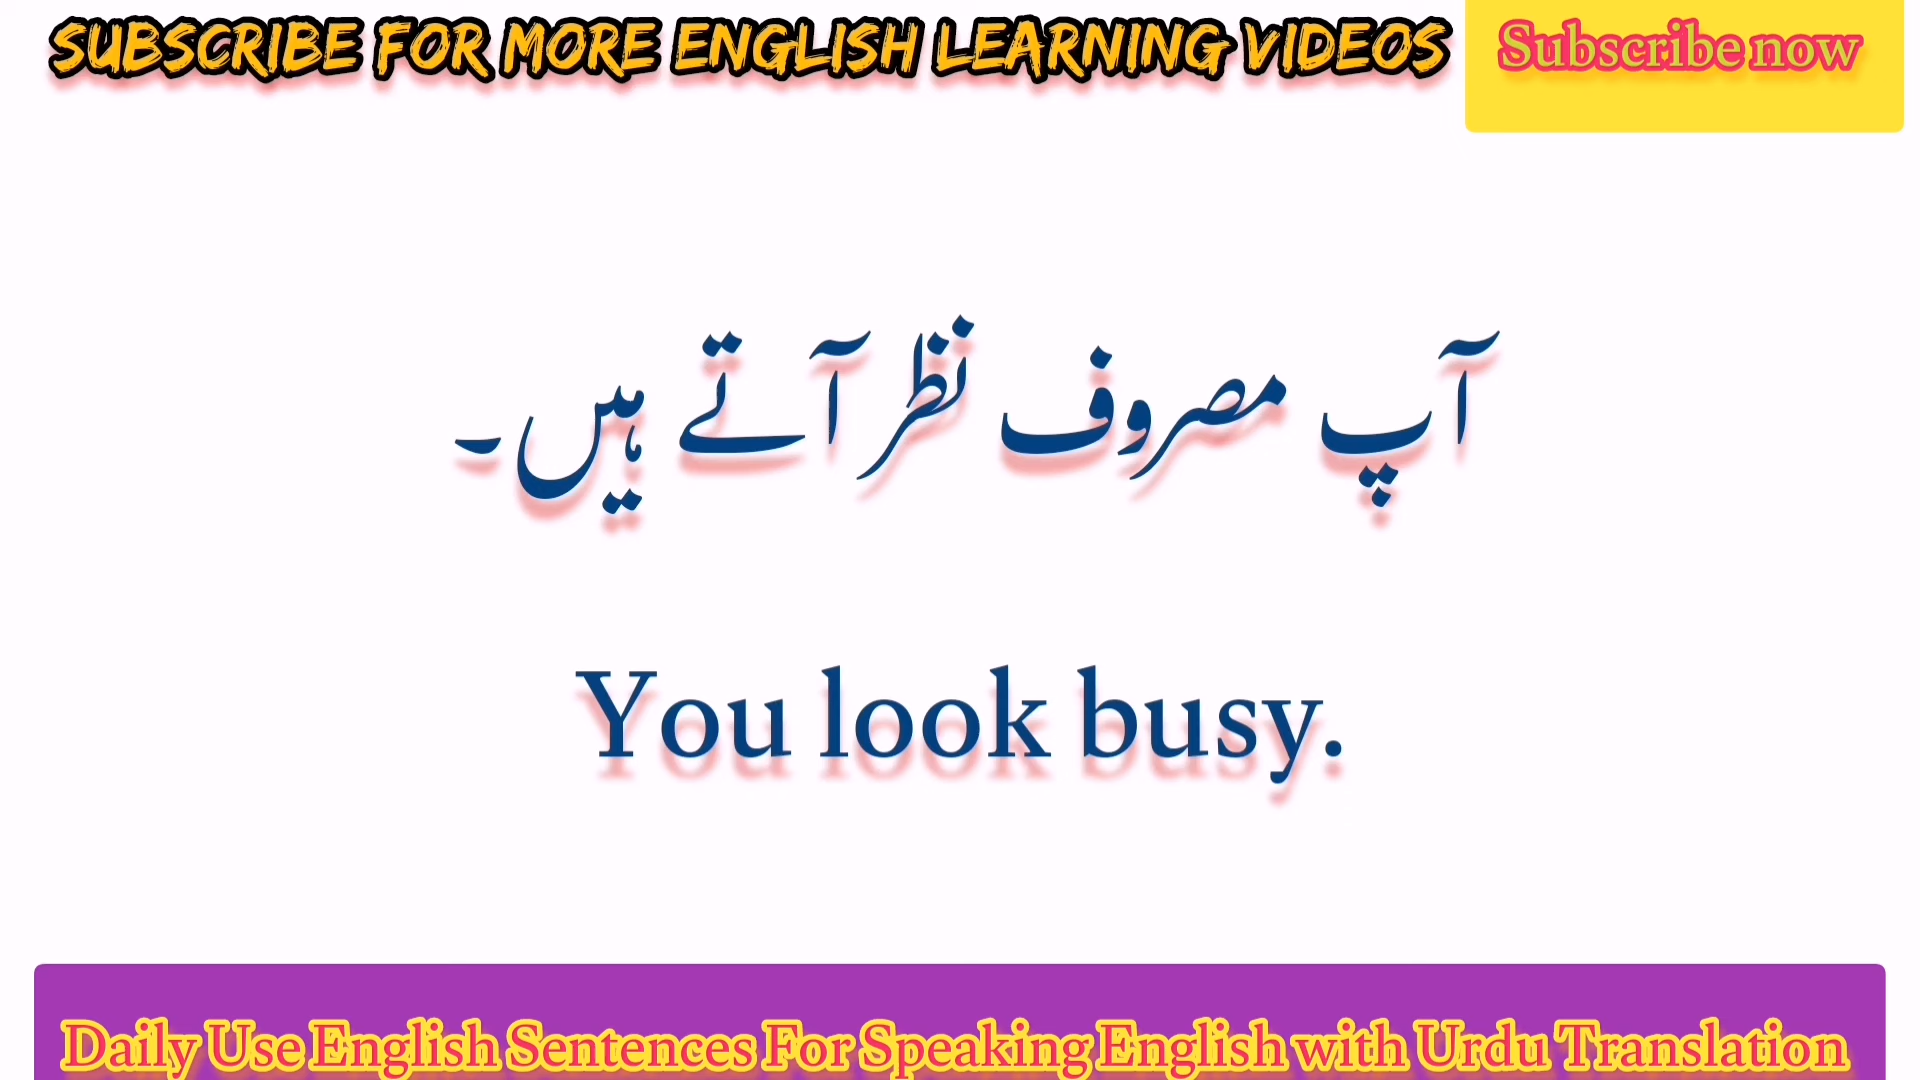 SUBSCRIBE FOR MORE ENGLISH LEARNING VIDEOS
Subscribe now
آپ مصروف نظر آتے ہیں۔
You look busy.
Daily Use English Sentences For Speaking English with Urdu Translation